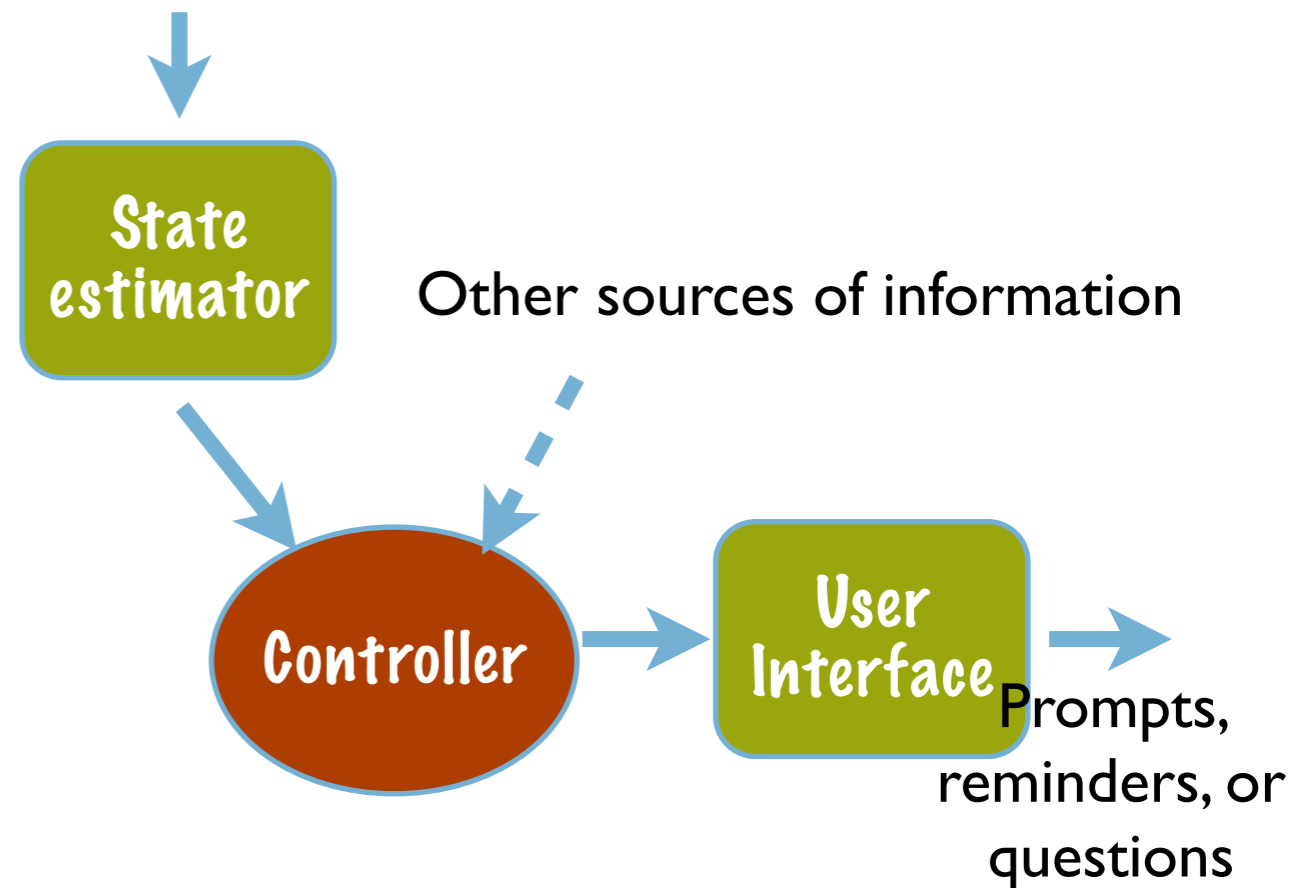 State
estimator
Other sources of information
Controller
User
Interface
Prompts,
reminders, or
questions